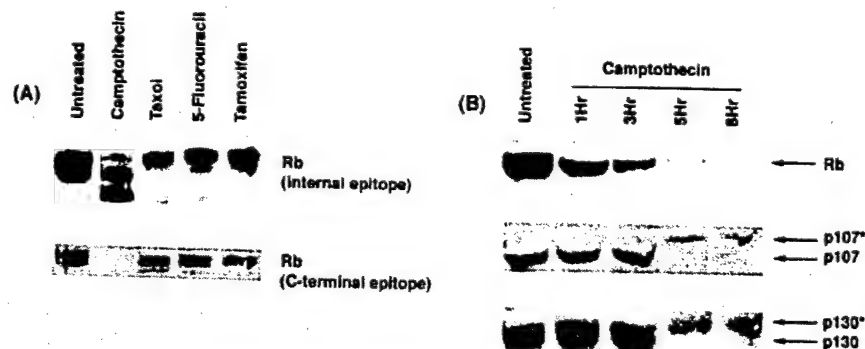 (A)
Untreated
Camptothecin
Taxol
5-Fluorouracil
Tamoxifen
Rb
(internal epitope)
Rb
(C-terminal epitope)
(B)
Untreated
Camptothecin
1Hr
3Hr
5Hr
8Hr
Rb
p107*
p107
p130*
p130